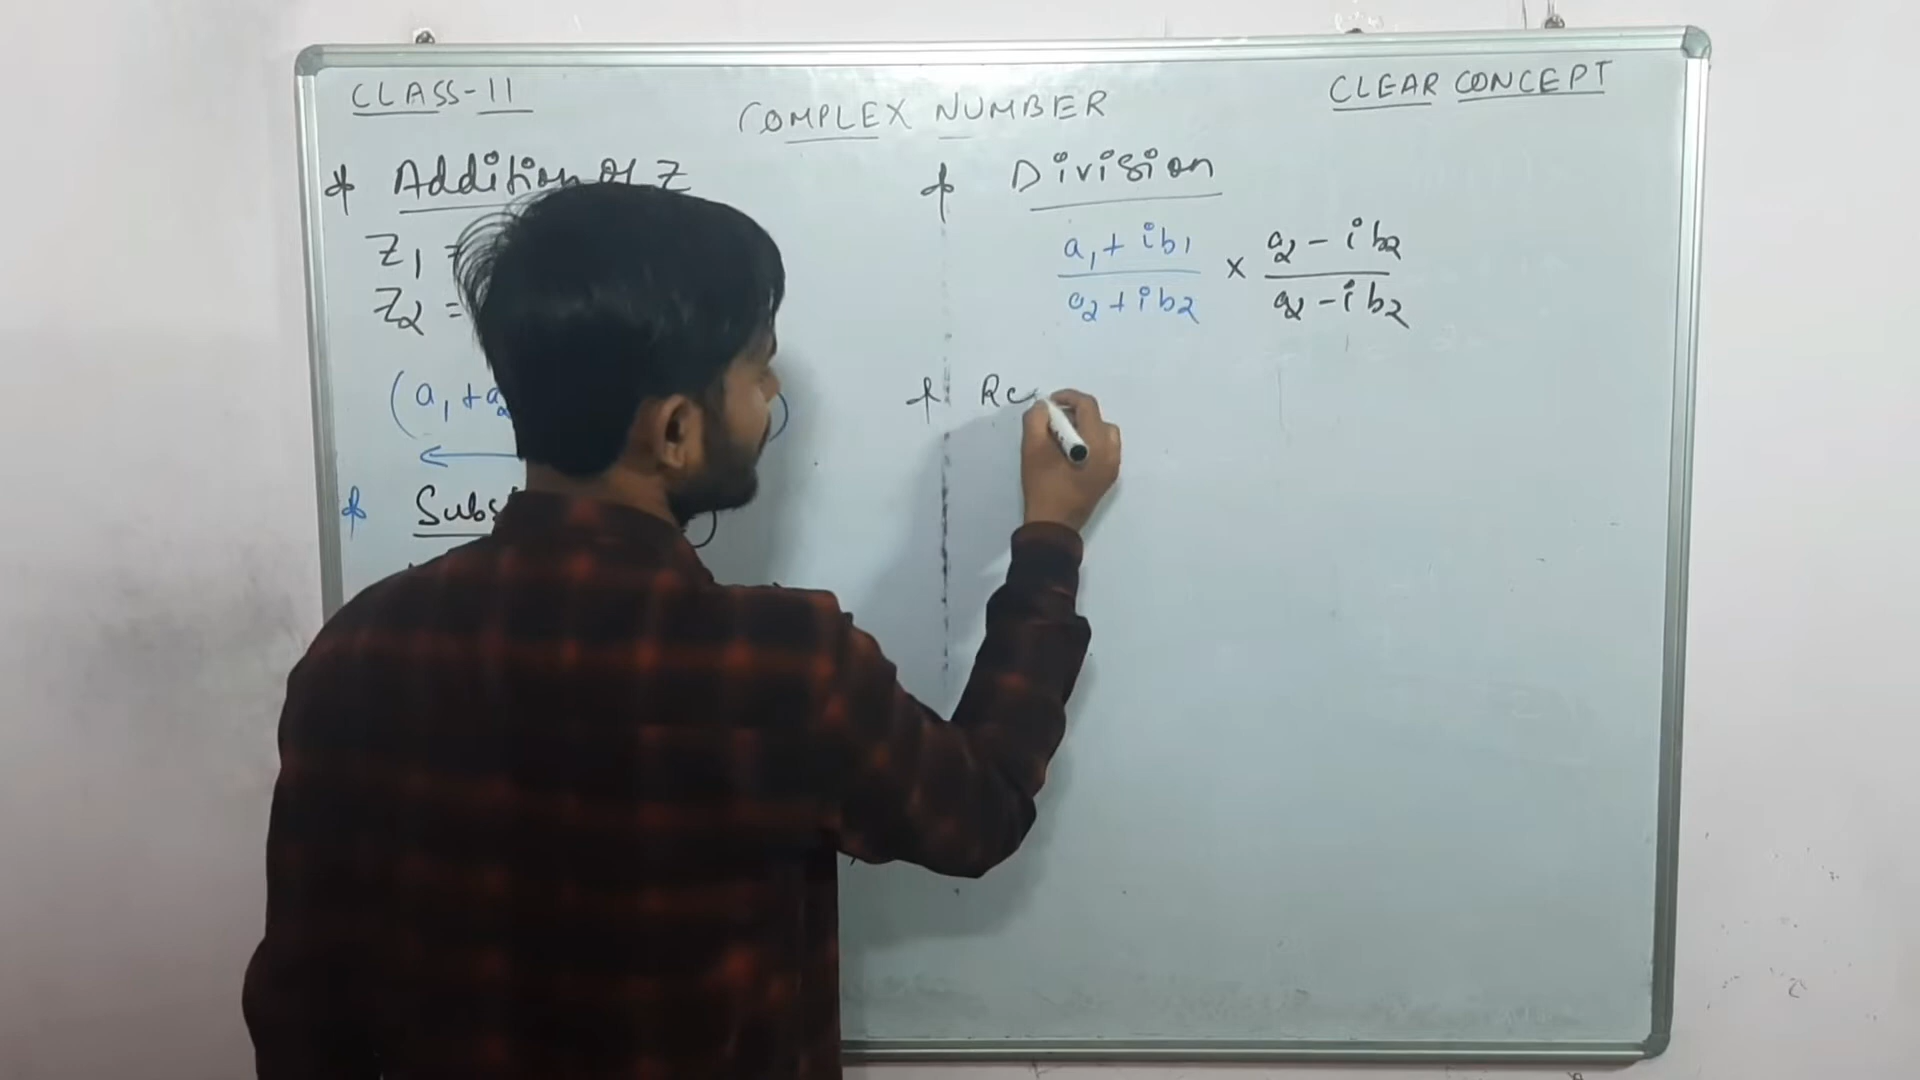 CLASS-11
COMPLEX NUMBER
CLEAR CONCEPT
* Addition of Z
Z₁ =
Z₂ =
(a₁ + a₂ )
←
* Subs
* Division
a₁ + ib₁ / a₂ + ib₂ × a₂ - ib₂ / a₂ - ib₂
* Re